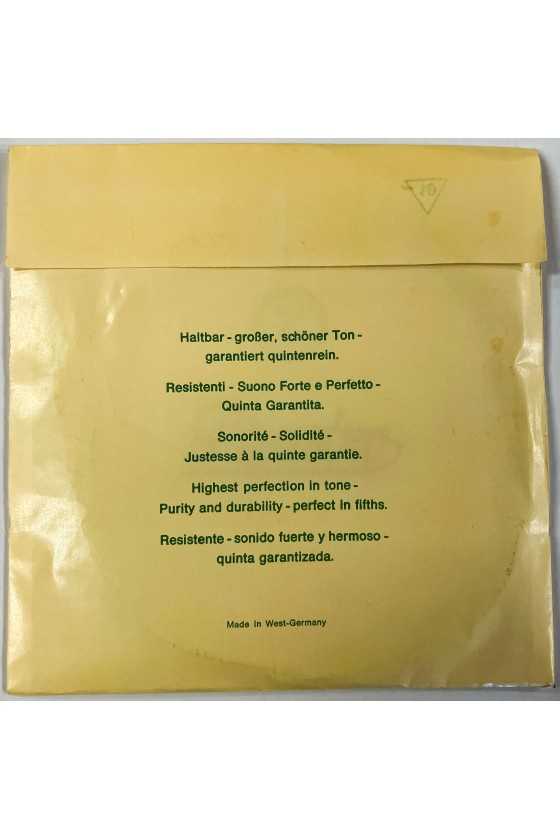 Haltbar - großer, schöner Ton -
garantiert quintenrein.
Resistenti - Suono Forte e Perfetto -
Quinta Garantita.
Sonorité - Solidité -
Justesse à la quinte garantie.
Highest perfection in tone -
Purity and durability - perfect in fifths.
Resistente - sonido fuerte y hermoso -
quinta garantizada.
Made in West-Germany